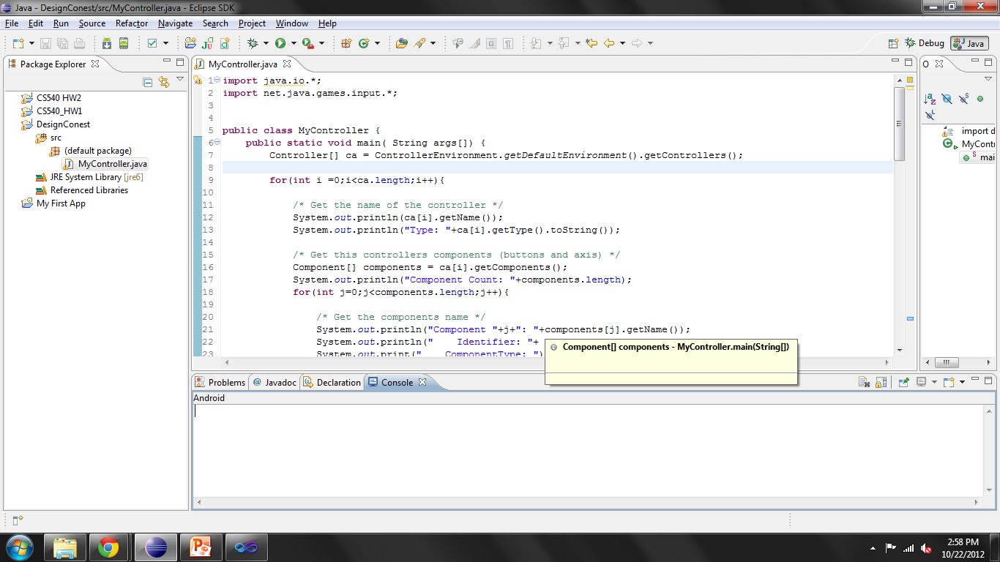 Java - DesignConest/src/MyController.java - Eclipse SDK
File Edit Run Source Refactor Navigate Search Project Window Help
Debug Java
Package Explorer
CS540 HW2
CS540_HW1
DesignConest
src
(default package)
MyController.java
JRE System Library [jre6]
Referenced Libraries
My First App
MyController.java
1 import java.io.*;
2 import net.java.games.input.*;
3
4
5 public class MyController {
6 public static void main( String args[]) {
7 Controller[] ca = ControllerEnvironment.getDefaultEnvironment().getControllers();
8
9 for(int i =0;i<ca.length;i++){
10
11 /* Get the name of the controller */
12 System.out.println(ca[i].getName());
13 System.out.println("Type: "+ca[i].getType().toString());
14
15 /* Get this controllers components (buttons and axis) */
16 Component[] components = ca[i].getComponents();
17 System.out.println("Component Count: "+components.length);
18 for(int j=0;j<components.length;j++){
19
20 /* Get the components name */
21 System.out.println("Component "+j+": "+components[j].getName());
22 System.out.println("    Identifier: "+
23 System.out.print("    ComponentType: ")
Component[] components - MyController.main(String[])
O
import d
MyContr
S mai
Problems @ Javadoc Declaration Console
Android
2:58 PM
10/22/2012